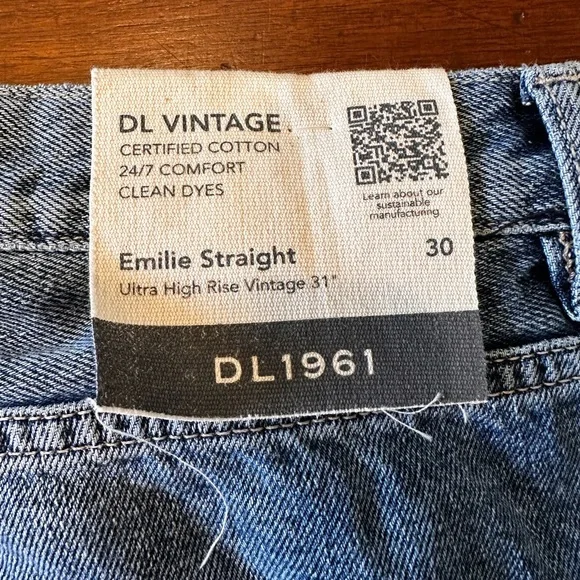 DL VINTAGE.
CERTIFIED COTTON
24/7 COMFORT
CLEAN DYES
Learn about our
sustainable
manufacturing
Emilie Straight 30
Ultra High Rise Vintage 31"
DL1961